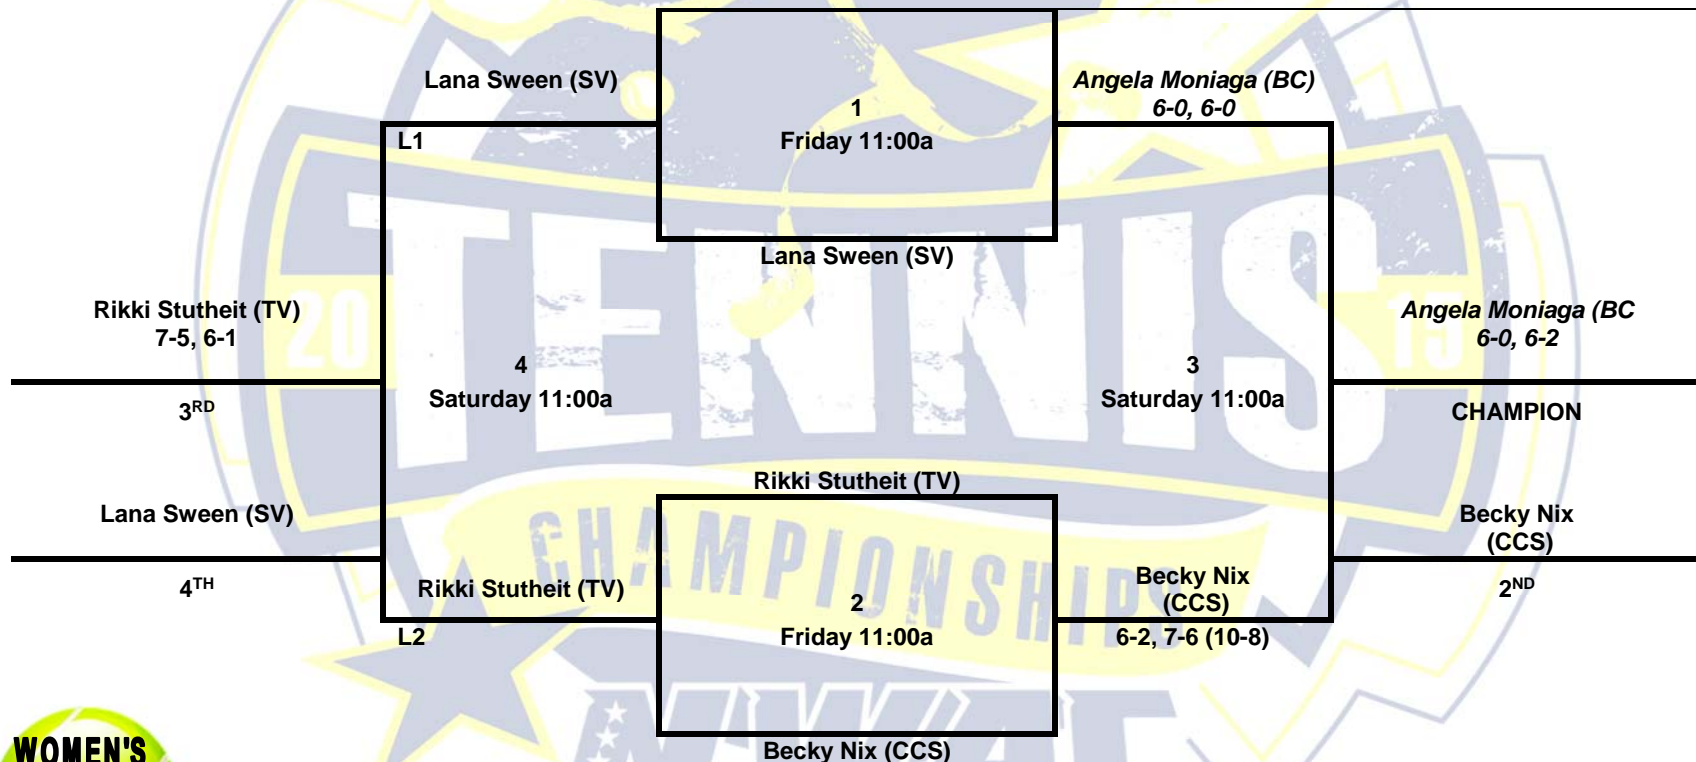 Lana Sween (SV)
1
Angela Moniaga (BC)
6-0, 6-0
L1
Friday 11:00a
Lana Sween (SV)
Rikki Stutheit (TV)
7-5, 6-1
20
TENNIS
15
Angela Moniaga (BC
6-0, 6-2
4
Saturday 11:00a
3
Saturday 11:00a
3RD
CHAMPION
Rikki Stutheit (TV)
Lana Sween (SV)
CHAMPIONSHIPS
Becky Nix
(CCS)
4TH
Rikki Stutheit (TV)
2
Becky Nix
(CCS)
2ND
L2
Friday 11:00a
6-2, 7-6 (10-8)
WOMEN'S
Becky Nix (CCS)